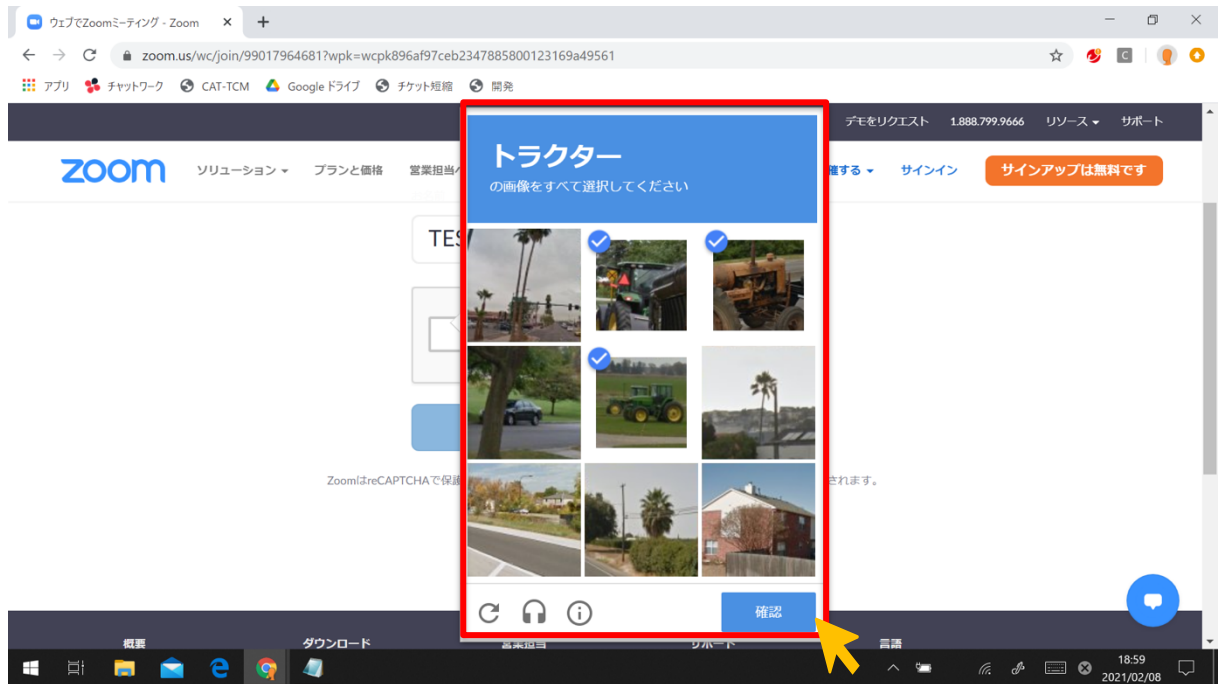 ウェブでZoomミーティング - Zoom
zoom.us/wc/join/99017964681?wpk=wcpk896af97ceb2347885800123169a49561
アプリ チャットワーク CAT-TCM Google ドライブ チケット短縮 開発
デモをリクエスト 1.888.799.9666 リソース サポート
zoom ソリューション プランと価格 営業担当 催する サインイン サインアップは無料です
トラクター
の画像をすべて選択してください
TES
ZoomはreCAPTCHAで保護 されます。
確認
概要 ダウンロード 営業担当 サポート 言語
18:59
2021/02/08